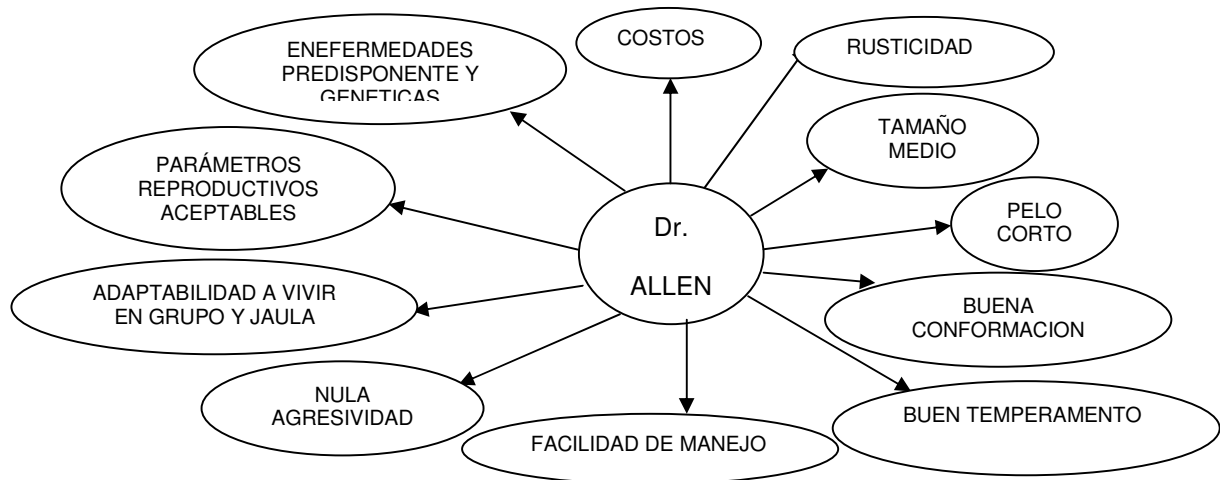 COSTOS
RUSTICIDAD
ENEFERMEDADES
PREDISPONENTE Y
GENETICAS
TAMAÑO
MEDIO
PARÁMETROS
REPRODUCTIVOS
ACEPTABLES
PELO
CORTO
Dr.
ALLEN
ADAPTABILIDAD A VIVIR
EN GRUPO Y JAULA
BUENA
CONFORMACION
NULA
AGRESIVIDAD
BUEN TEMPERAMENTO
FACILIDAD DE MANEJO